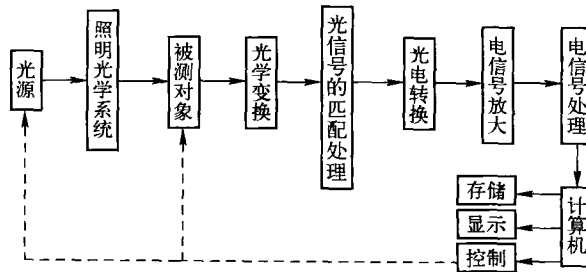 光源
照明光学系统
被测对象
光学变换
光信号的匹配处理
光电转换
电信号放大
电信号处理
计算机
存储
显示
控制